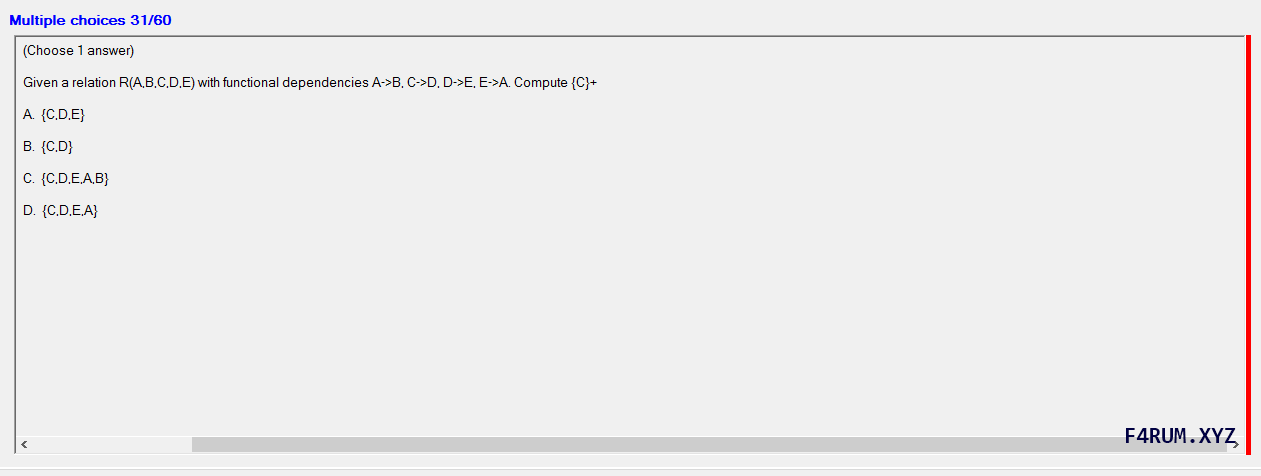 Multiple choices 31/60
(Choose 1 answer)
Given a relation R(A,B,C,D,E) with functional dependencies A->B, C->D, D->E, E->A. Compute {C}+
A. {C,D,E}
B. {C,D}
C. {C,D,E,A,B}
D. {C,D,E,A}
F4RUM.XYZ